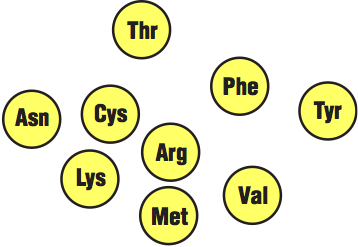 Thr
Phe
Tyr
Asn
Cys
Arg
Lys
Val
Met